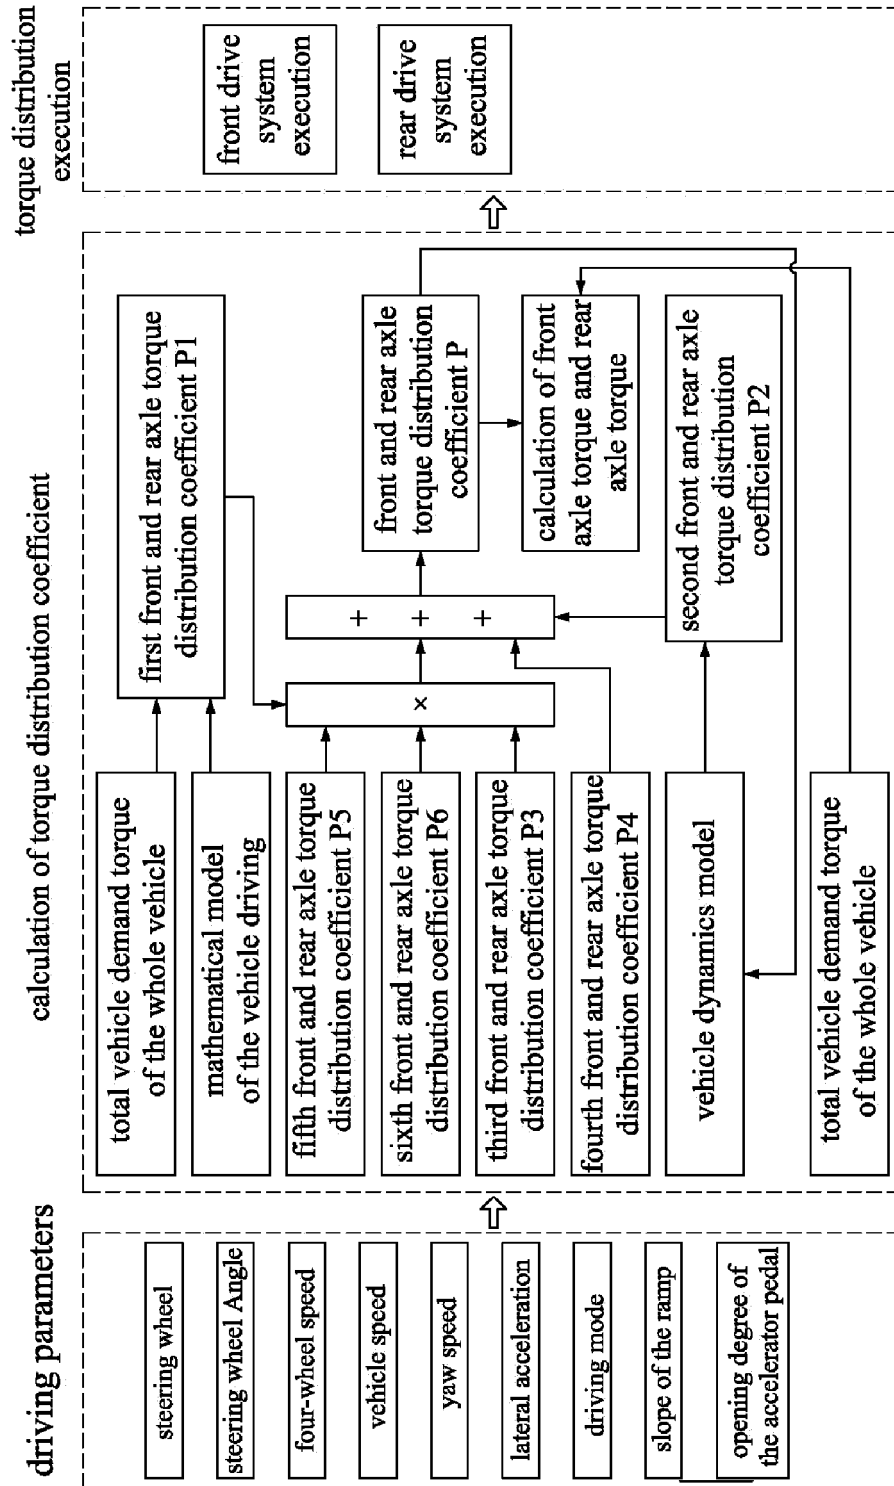 driving parameters
steering wheel
steering wheel Angle
four-wheel speed
vehicle speed
yaw speed
lateral acceleration
driving mode
slope of the ramp
opening degree of
the accelerator pedal
calculation of torque distribution coefficient
total vehicle demand torque
of the whole vehicle
mathematical model
of the vehicle driving
fifth front and rear axle torque
distribution coefficient P5
sixth front and rear axle torque
distribution coefficient P6
third front and rear axle torque
distribution coefficient P3
fourth front and rear axle torque
distribution coefficient P4
vehicle dynamics model
total vehicle demand torque
of the whole vehicle
×
+
+
+
first front and rear axle torque
distribution coefficient P1
front and rear axle
torque distribution
coefficient P
calculation of front
axle torque and rear
axle torque
second front and rear axle
torque distribution
coefficient P2
torque distribution
execution
front drive
system
execution
rear drive
system
execution